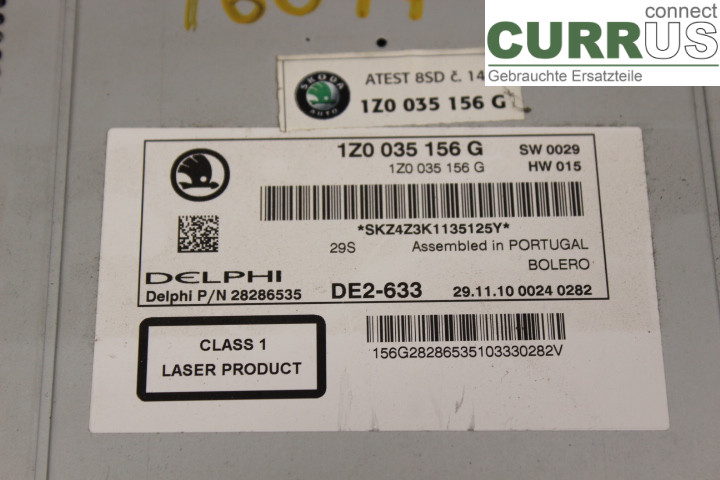 connect
CURRUS
Gebrauchte Ersatzteile
SKODA
AUTO
ATEST 8SD č. 14
1Z0 035 156 G
1Z0 035 156 G SW 0029
1Z0 035 156 G HW 015
*SKZ4Z3K1135125Y*
29S Assembled in PORTUGAL
BOLERO
DELPHI
Delphi P/N 28286535 DE2-633 29.11.10 0024 0282
CLASS 1
LASER PRODUCT
156G28286535103330282V